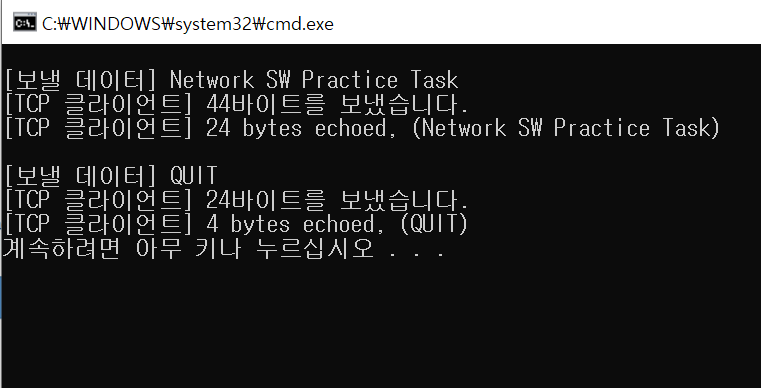 C:₩WINDOWS₩system32₩cmd.exe
[보낼 데이터] Network SW Practice Task
[TCP 클라이언트] 44바이트를 보냈습니다.
[TCP 클라이언트] 24 bytes echoed, (Network SW Practice Task)
[보낼 데이터] QUIT
[TCP 클라이언트] 24바이트를 보냈습니다.
[TCP 클라이언트] 4 bytes echoed, (QUIT)
계속하려면 아무 키나 누르십시오 . . .